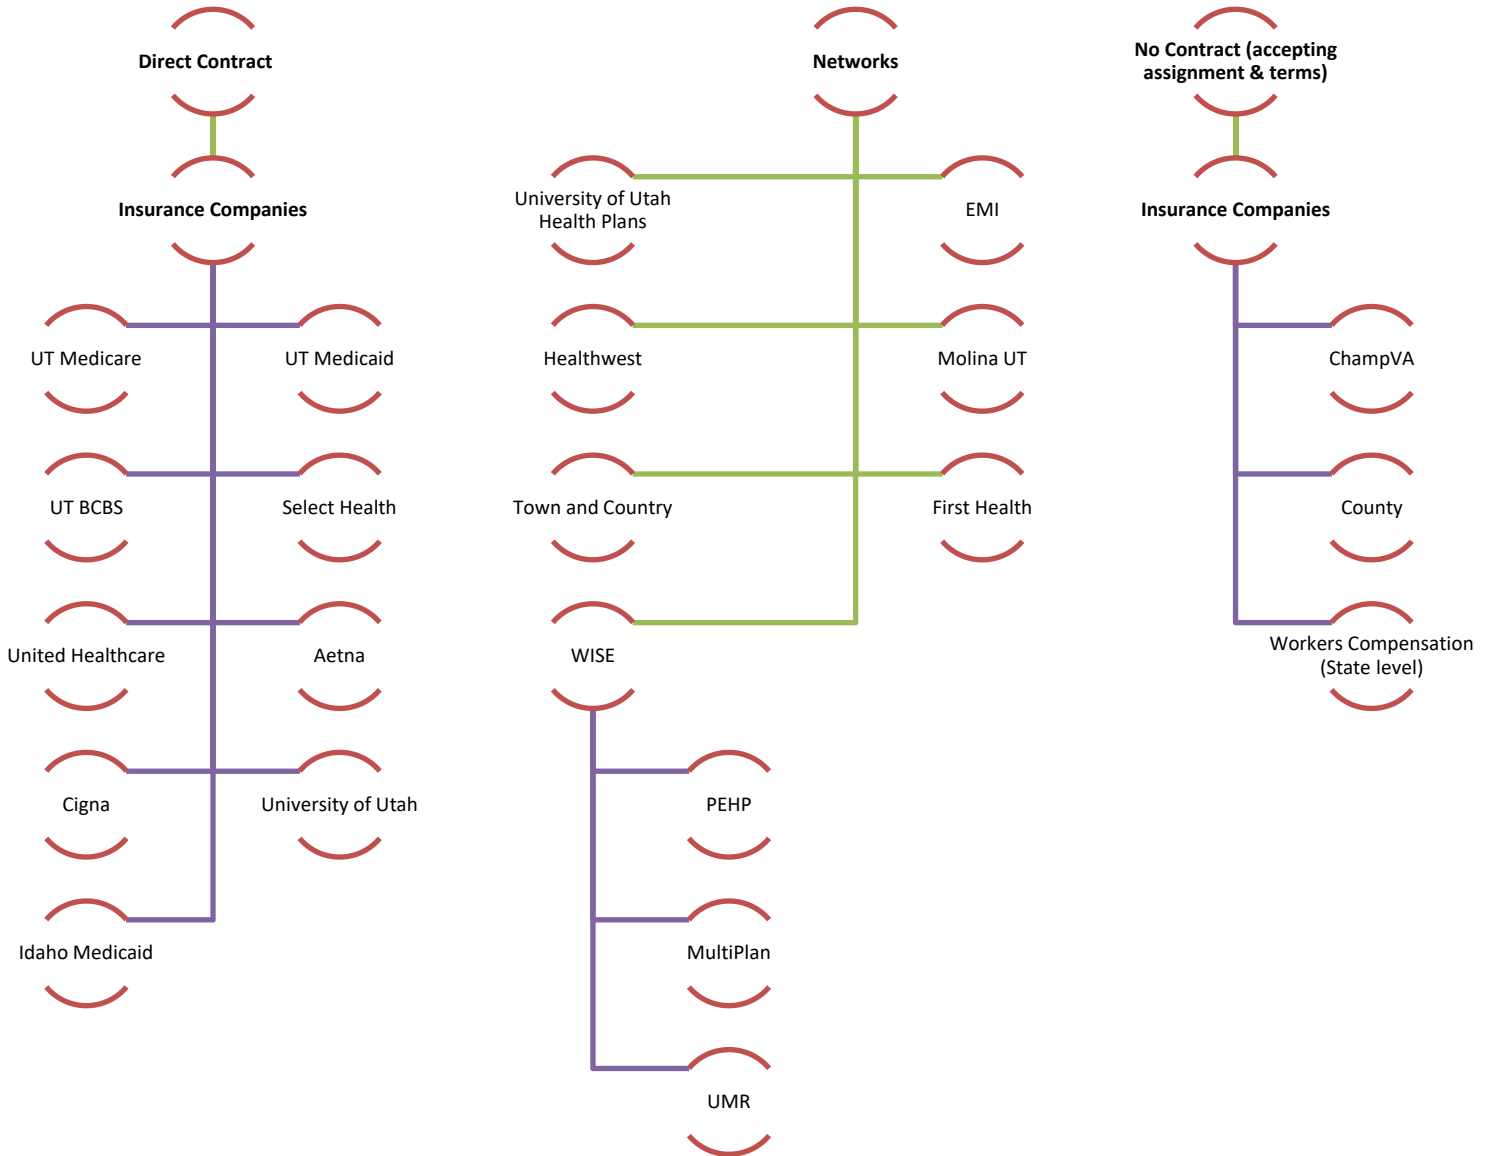 Direct Contract
Insurance Companies
UT Medicare
UT Medicaid
UT BCBS
Select Health
United Healthcare
Aetna
Cigna
University of Utah
Idaho Medicaid
Networks
University of Utah
Health Plans
EMI
Healthwest
Molina UT
Town and Country
First Health
WISE
PEHP
MultiPlan
UMR
No Contract (accepting
assignment & terms)
Insurance Companies
ChampVA
County
Workers Compensation
(State level)